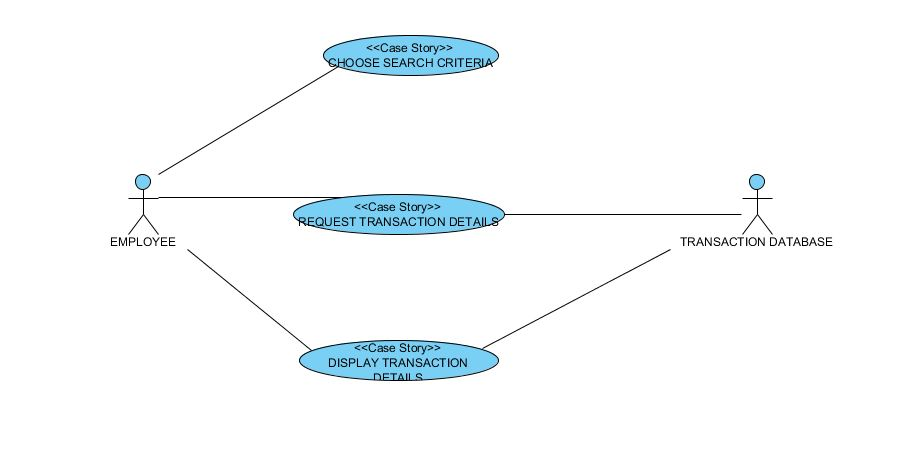 <<Case Story>>
CHOOSE SEARCH CRITERIA
<<Case Story>>
REQUEST TRANSACTION DETAILS
EMPLOYEE
TRANSACTION DATABASE
<<Case Story>>
DISPLAY TRANSACTION
DETAILS